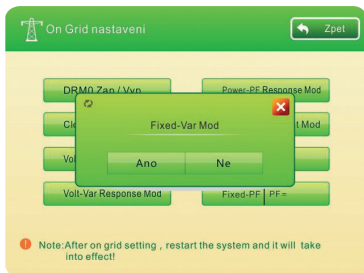 On Grid nastaveni
Zpet
DRM0 Zap / Vyp
Power-PF Response Mod
Fixed-Var Mod
Ano
Ne
Volt-Var Response Mod
Fixed-PF PF=
Note:After on grid setting , restart the system and it will take
into effect!